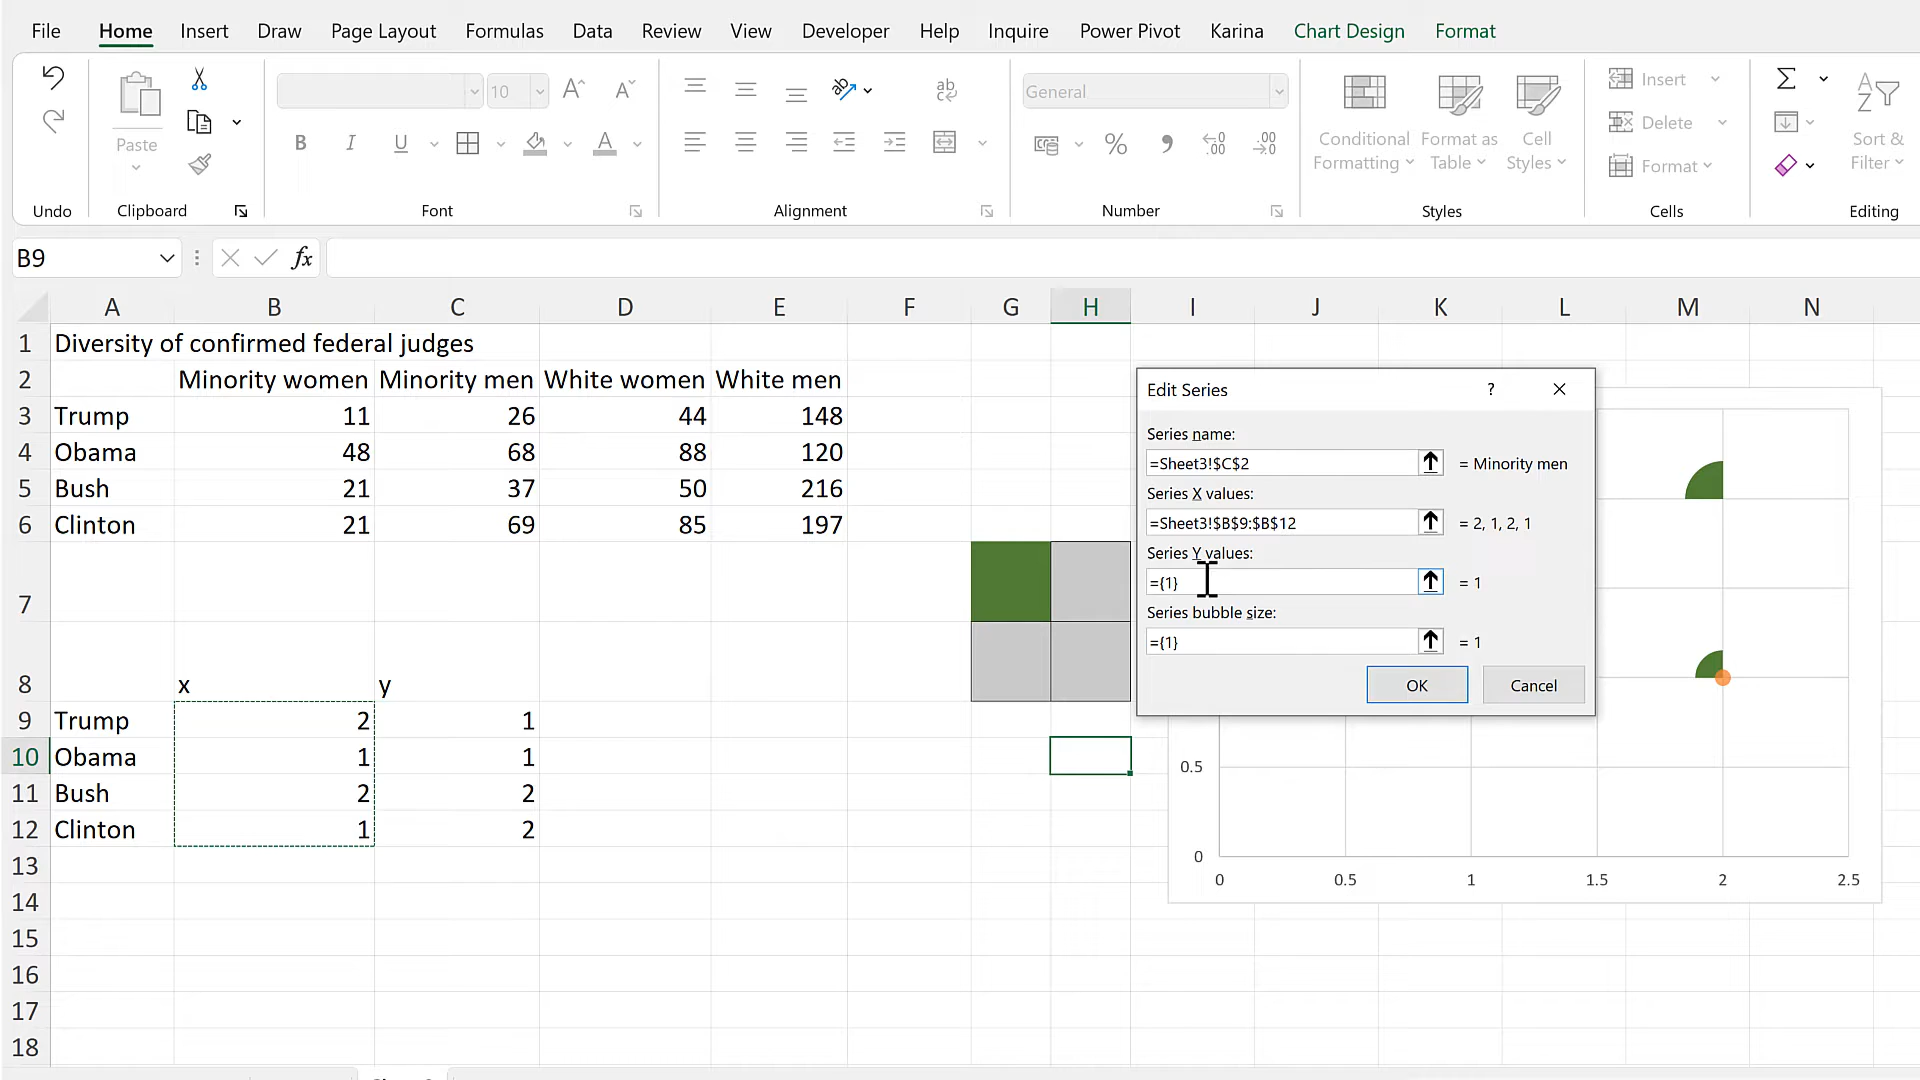 File Home Insert Draw Page Layout Formulas Data Review View Developer Help Inquire Power Pivot Karina Chart Design Format
Paste
10
B I U A
ab
General
% ,
Conditional Formatting
Format as Table
Cell Styles
Insert
Delete
Format
Sort & Filter
Undo Clipboard Font Alignment Number Styles Cells Editing
B9 fx
A B C D E F G H I J K L M N
1 Diversity of confirmed federal judges
2 Minority women Minority men White women White men
3 Trump 11 26 44 148
4 Obama 48 68 88 120
5 Bush 21 37 50 216
6 Clinton 21 69 85 197
7
8 x y
9 Trump 2 1
10 Obama 1 1
11 Bush 2 2
12 Clinton 1 2
13
14
15
16
17
18
Edit Series ?
Series name:
=Sheet3!$C$2 = Minority men
Series X values:
=Sheet3!$B$9:$B$12 = 2, 1, 2, 1
Series Y values:
={1} = 1
Series bubble size:
={1} = 1
OK Cancel
0.5
0
0 0.5 1 1.5 2 2.5